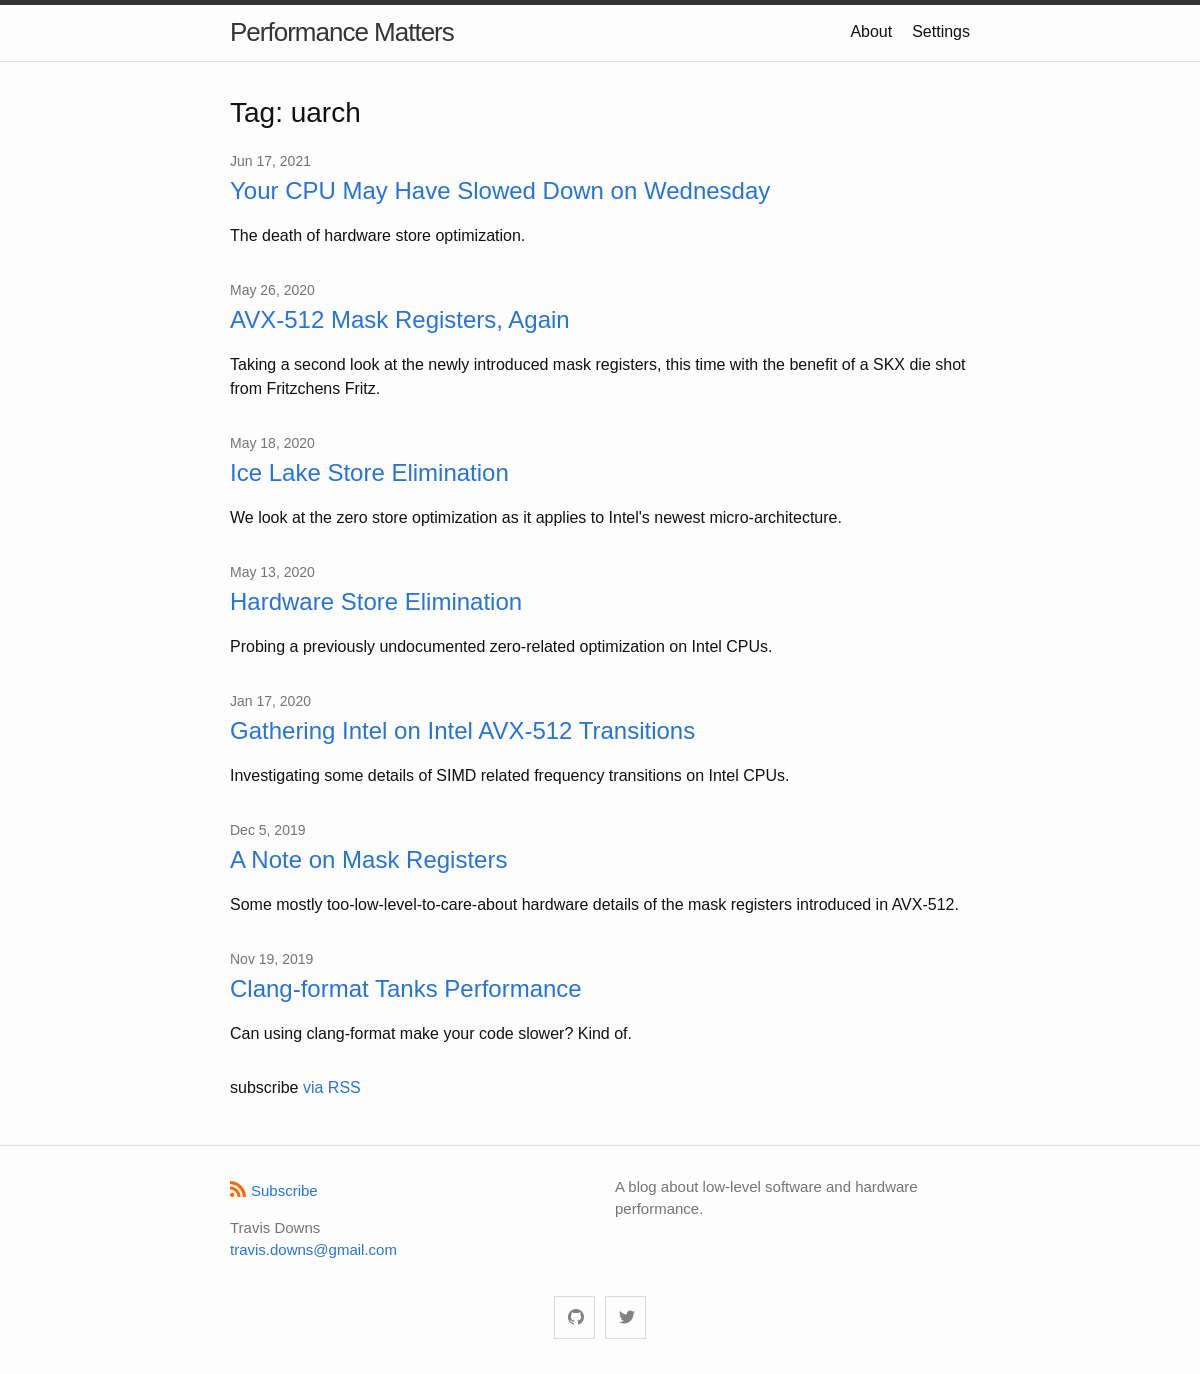 Performance Matters
About Settings
Tag: uarch
Jun 17, 2021
Your CPU May Have Slowed Down on Wednesday
The death of hardware store optimization.
May 26, 2020
AVX-512 Mask Registers, Again
Taking a second look at the newly introduced mask registers, this time with the benefit of a SKX die shot
from Fritzchens Fritz.
May 18, 2020
Ice Lake Store Elimination
We look at the zero store optimization as it applies to Intel's newest micro-architecture.
May 13, 2020
Hardware Store Elimination
Probing a previously undocumented zero-related optimization on Intel CPUs.
Jan 17, 2020
Gathering Intel on Intel AVX-512 Transitions
Investigating some details of SIMD related frequency transitions on Intel CPUs.
Dec 5, 2019
A Note on Mask Registers
Some mostly too-low-level-to-care-about hardware details of the mask registers introduced in AVX-512.
Nov 19, 2019
Clang-format Tanks Performance
Can using clang-format make your code slower? Kind of.
subscribe via RSS
Subscribe
Travis Downs
travis.downs@gmail.com
A blog about low-level software and hardware
performance.